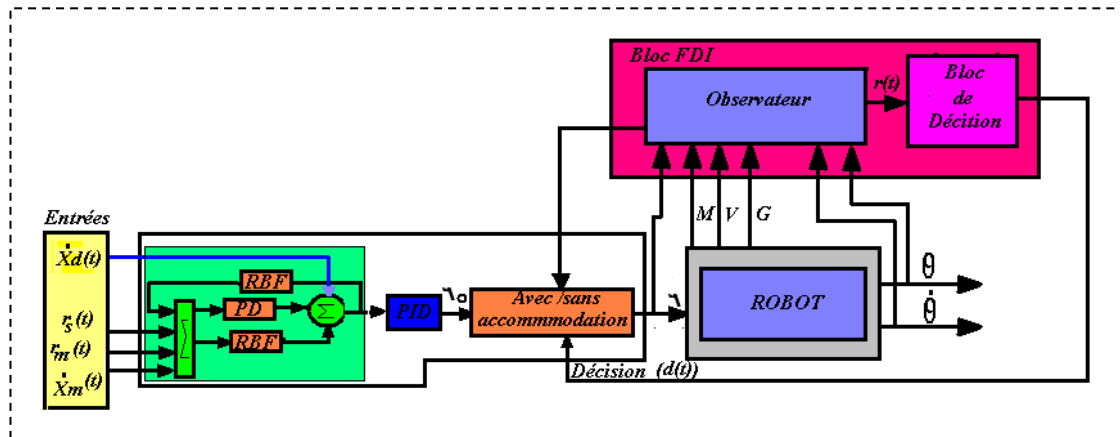 Bloc FDI
Observateur
r(t)
Bloc
de
Décition
M V G
Entrées
Ẋd(t)
rs(t)
rm(t)
Ẋm(t)
RBF
PD
Σ
RBF
Σ
PID
τo
Avec /sans
accommmodation
τ
ROBOT
θ
θ̇
Décision (d(t))